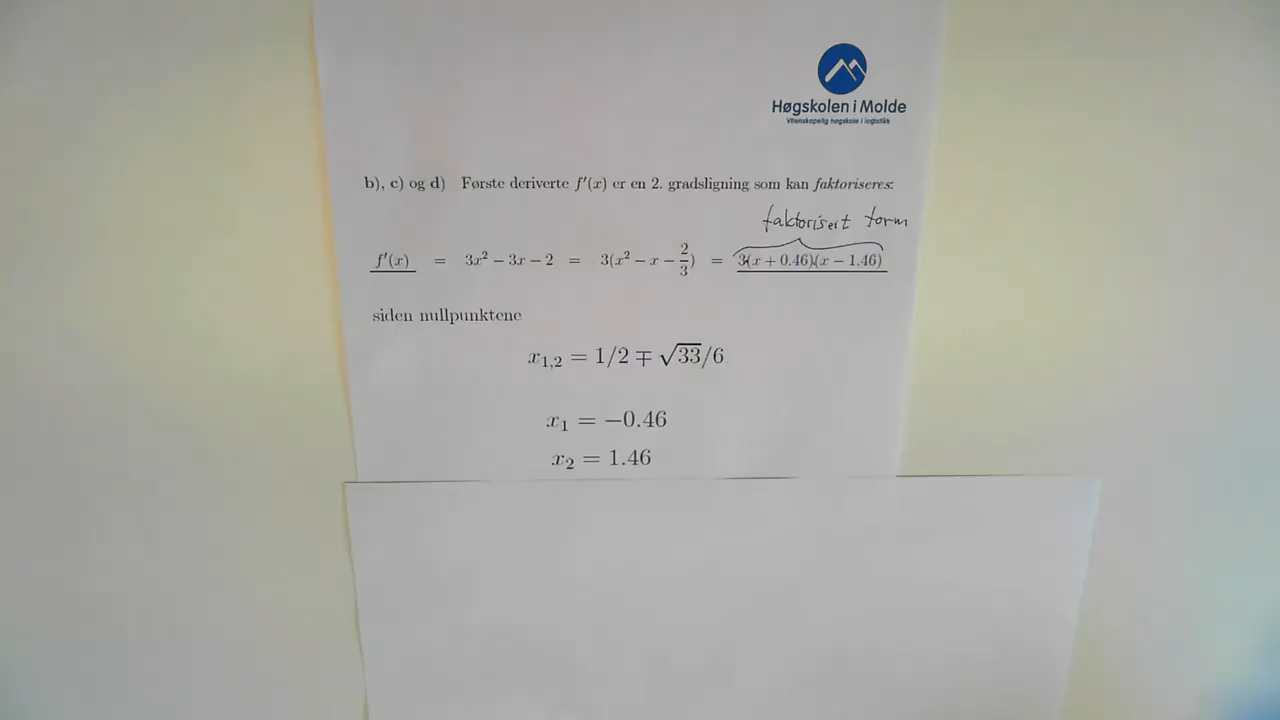 Høgskolen i Molde
Vitenskapelig høgskole i logistikk
b), c) og d) Første deriverte f′(x) er en 2. gradsligning som kan faktoriseres:
faktorisert form
f′(x) = 3x² − 3x − 2 = 3(x² − x − 2/3) = 3(x + 0.46)(x − 1.46)
siden nullpunktene
x₁,₂ = 1/2 ∓ √33/6
x₁ = −0.46
x₂ = 1.46